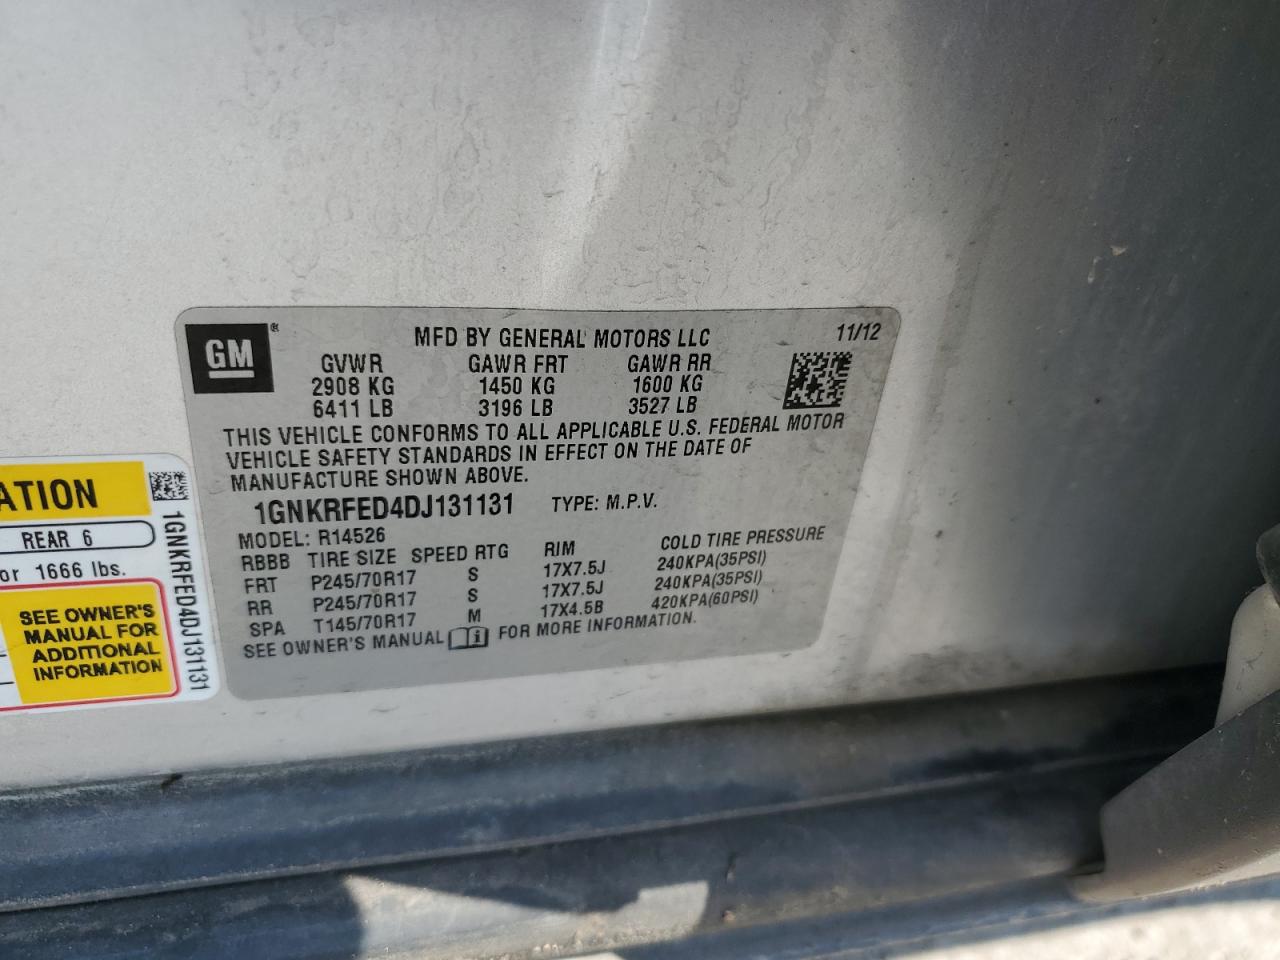 GM ®
MFD BY GENERAL MOTORS LLC 11/12
GVWR GAWR FRT GAWR RR
2908 KG 1450 KG 1600 KG
6411 LB 3196 LB 3527 LB
THIS VEHICLE CONFORMS TO ALL APPLICABLE U.S. FEDERAL MOTOR
VEHICLE SAFETY STANDARDS IN EFFECT ON THE DATE OF
MANUFACTURE SHOWN ABOVE.
1GNKRFED4DJ131131 TYPE: M.P.V.
MODEL: R14526
RBBB TIRE SIZE SPEED RTG RIM COLD TIRE PRESSURE
FRT P245/70R17 S 17X7.5J 240KPA(35PSI)
RR P245/70R17 S 17X7.5J 240KPA(35PSI)
SPA T145/70R17 M 17X4.5B 420KPA(60PSI)
SEE OWNER'S MANUAL FOR MORE INFORMATION.
ATION
REAR 6
or 1666 lbs.
SEE OWNER'S
MANUAL FOR
ADDITIONAL
INFORMATION
1GNKRFED4DJ131131